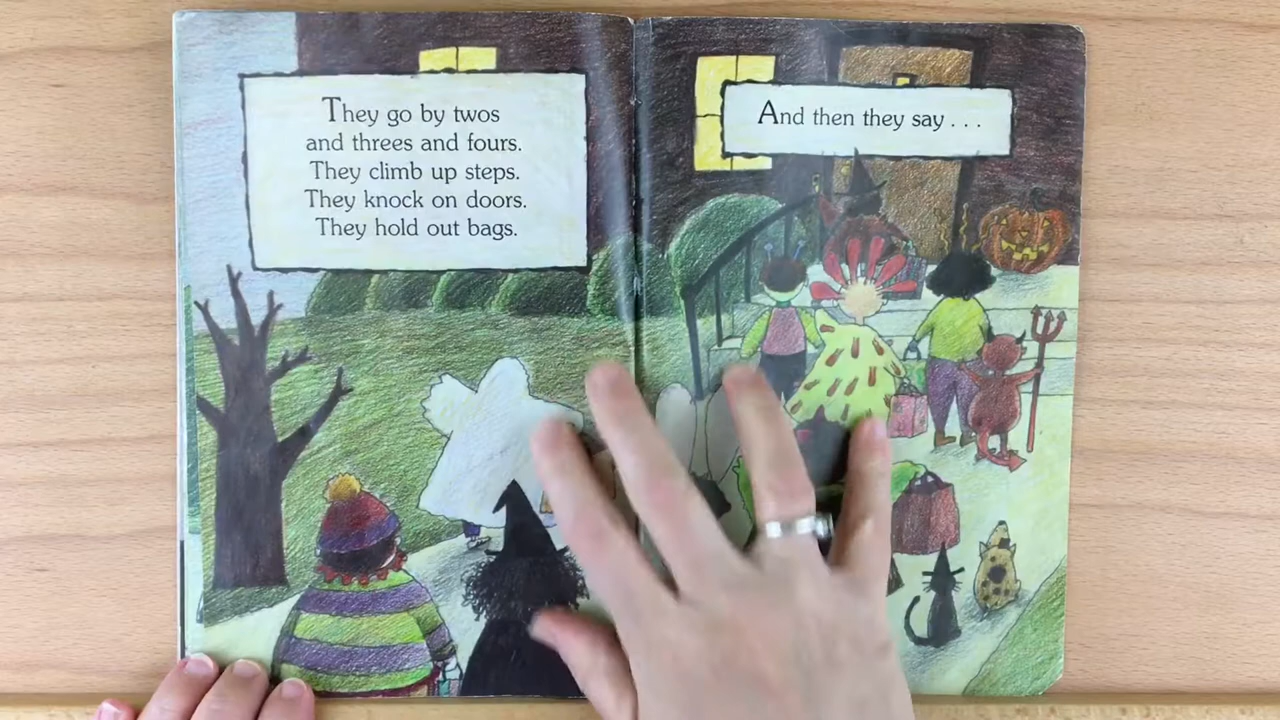 They go by twos
and threes and fours.
They climb up steps.
They knock on doors.
They hold out bags.
And then they say . . .